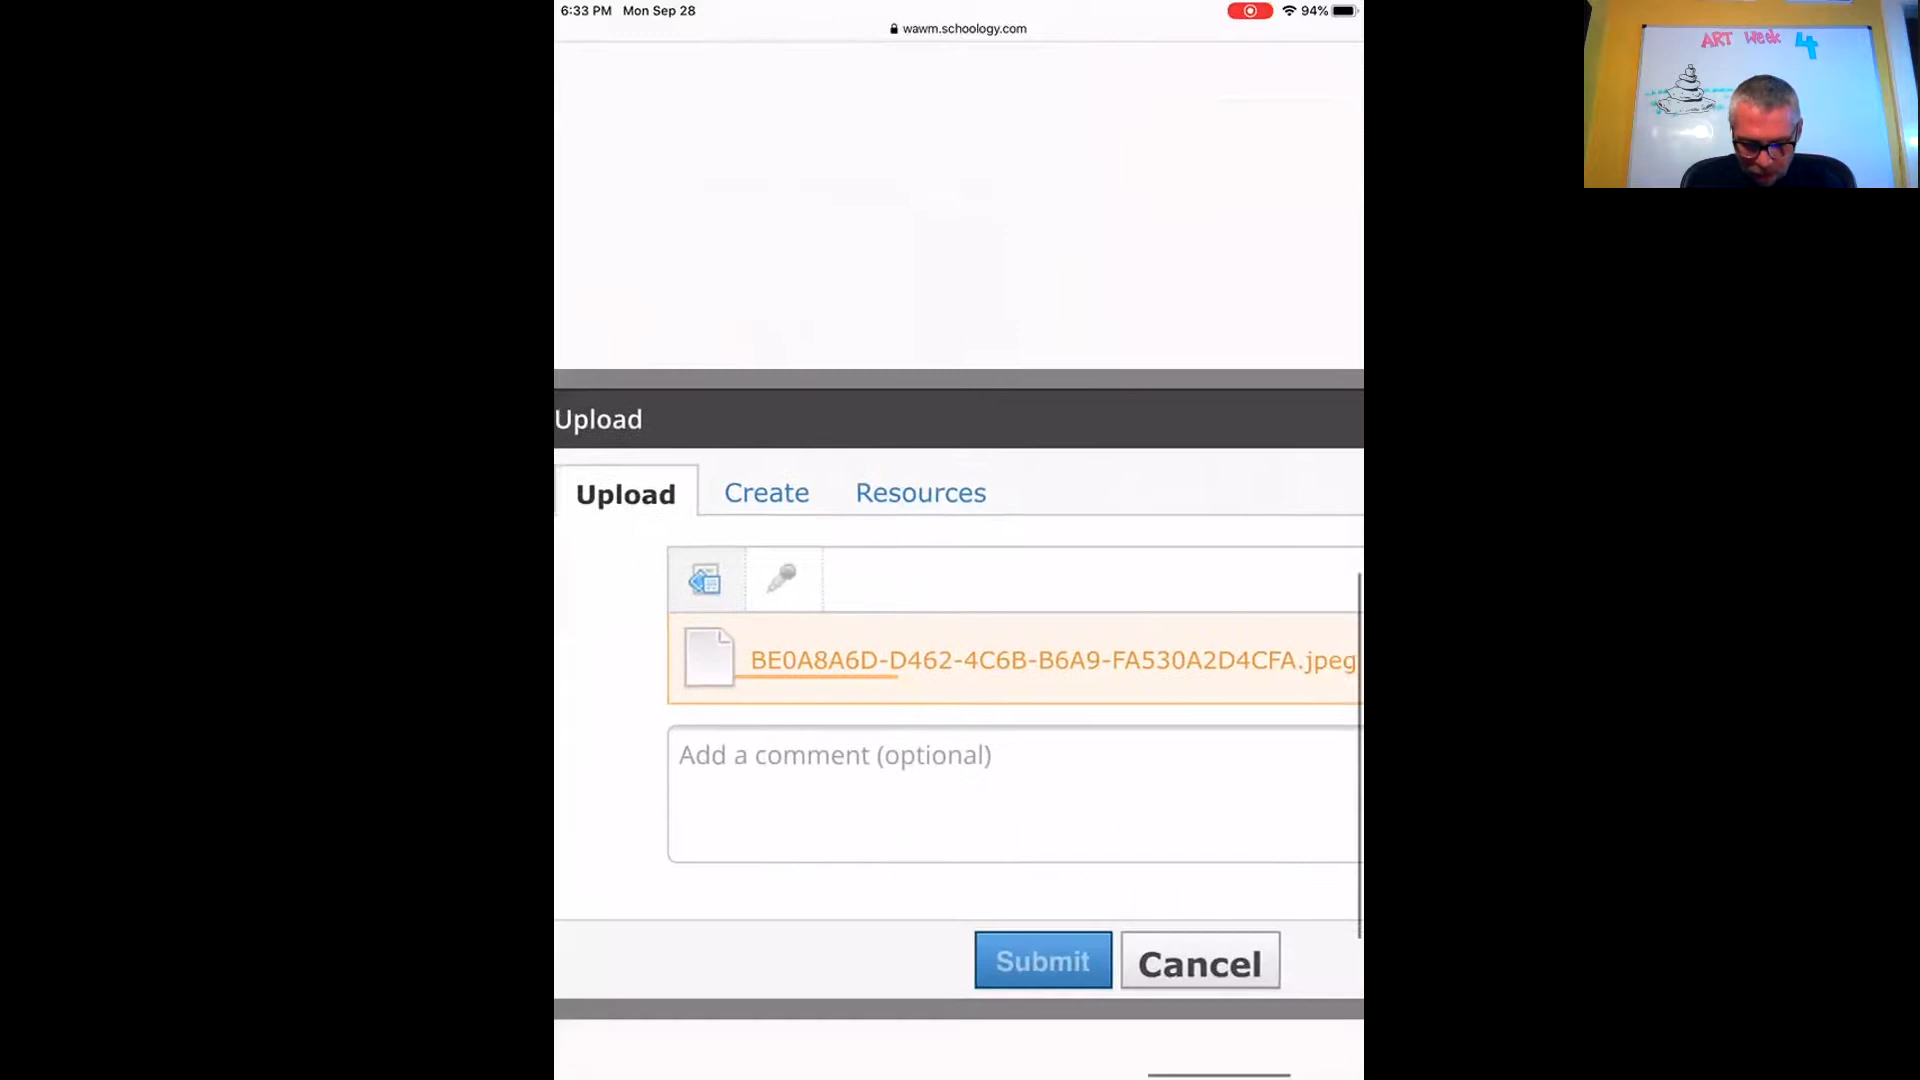 6:33 PM Mon Sep 28
94%
wawm.schoology.com
ART Week 4
Upload
Upload Create Resources
BE0A8A6D-D462-4C6B-B6A9-FA530A2D4CFA.jpeg
Add a comment (optional)
Submit Cancel